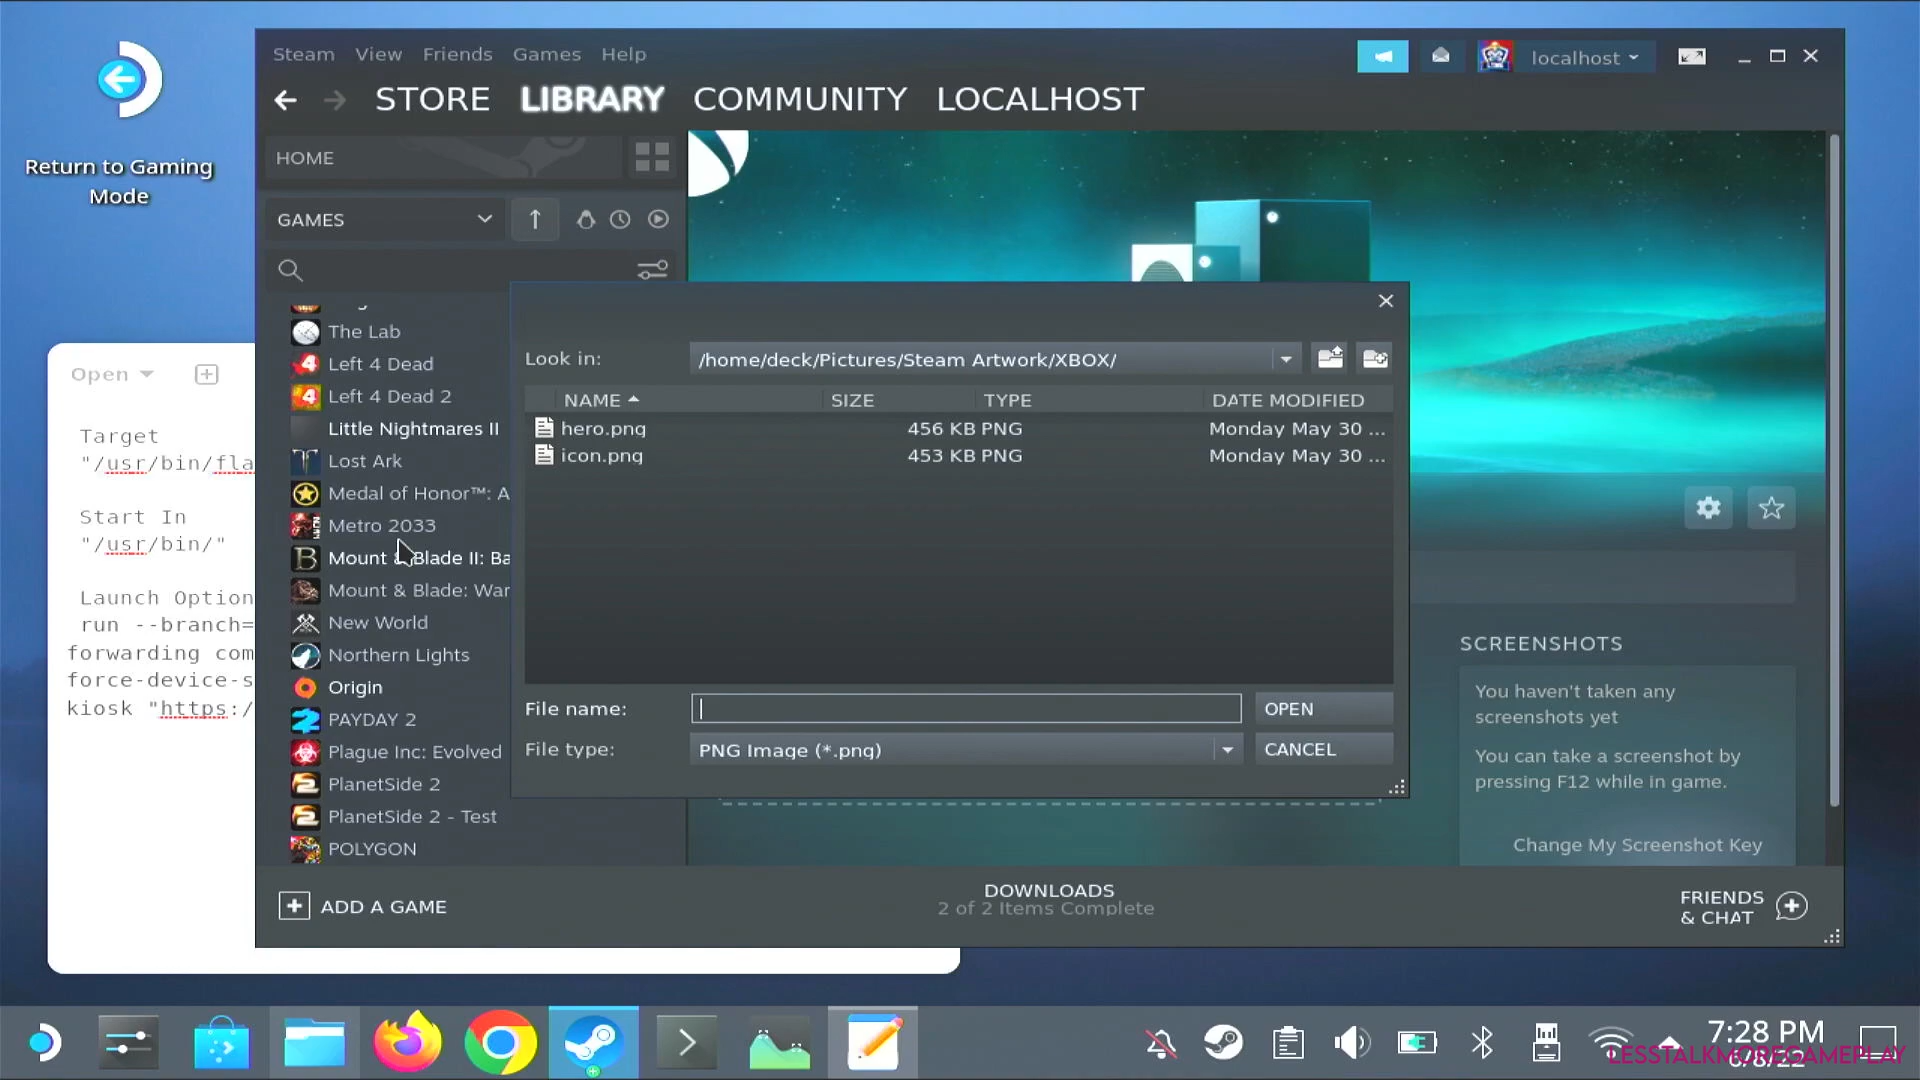 Return to Gaming
Mode
Steam View Friends Games Help
localhost
STORE LIBRARY COMMUNITY LOCALHOST
HOME
GAMES
The Lab
Left 4 Dead
Left 4 Dead 2
Little Nightmares II
Lost Ark
Medal of Honor™: A
Metro 2033
Mount & Blade II: Ba
Mount & Blade: War
New World
Northern Lights
Origin
PAYDAY 2
Plague Inc: Evolved
PlanetSide 2
PlanetSide 2 - Test
POLYGON
Open
Target
"/usr/bin/fla
Start In
"/usr/bin/"
Launch Option
run --branch=
forwarding com
force-device-s
kiosk "https:/
Look in: /home/deck/Pictures/Steam Artwork/XBOX/
NAME SIZE TYPE DATE MODIFIED
hero.png 456 KB PNG Monday May 30 ...
icon.png 453 KB PNG Monday May 30 ...
File name: OPEN
File type: PNG Image (*.png) CANCEL
SCREENSHOTS
You haven't taken any
screenshots yet
You can take a screenshot by
pressing F12 while in game.
Change My Screenshot Key
ADD A GAME
DOWNLOADS
2 of 2 Items Complete
FRIENDS
& CHAT
7:28 PM
6/8/22
LESSTALKMOREGAMEPLAY